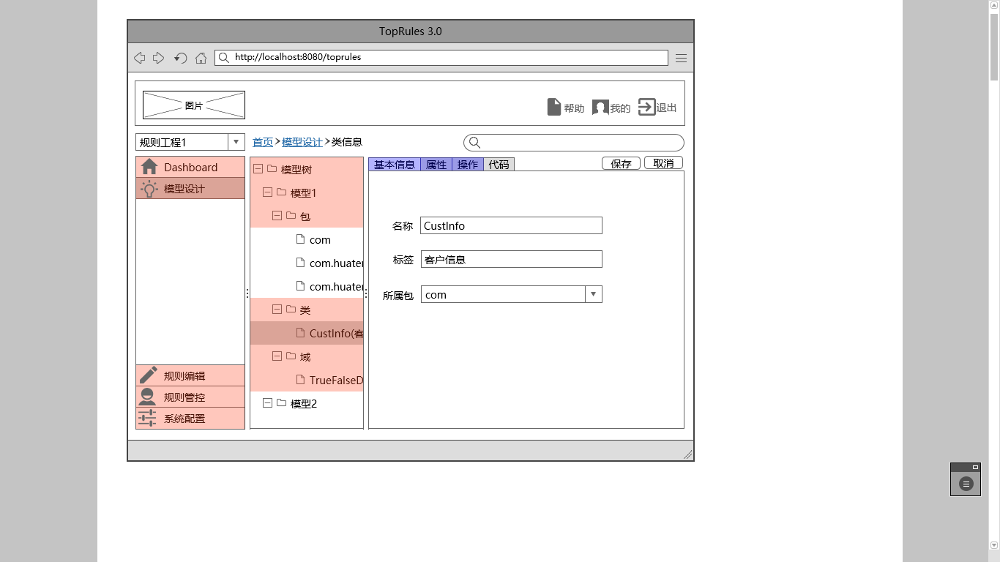 TopRules 3.0
http://localhost:8080/toprules
图片
帮助
我的
退出
规则工程1
首页>模型设计>类信息
Dashboard
模型设计
规则编辑
规则管控
系统配置
模型树
模型1
包
com
com.huater
com.huater
类
CustInfo(客
域
TrueFalseD
模型2
基本信息
属性
操作
代码
保存
取消
名称
CustInfo
标签
客户信息
所属包
com